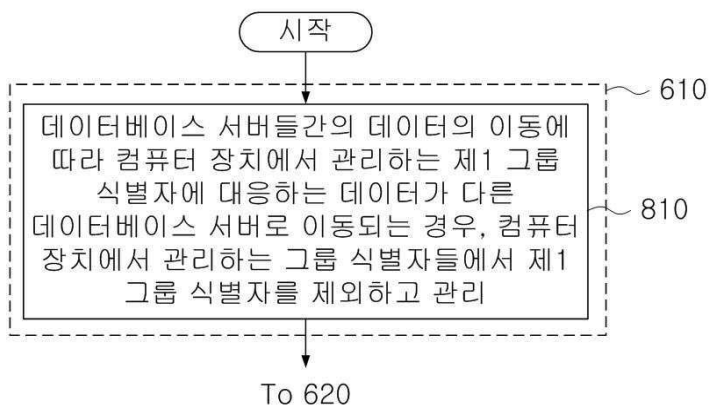 시작
610
데이터베이스 서버들간의 데이터의 이동에
따라 컴퓨터 장치에서 관리하는 제1 그룹
식별자에 대응하는 데이터가 다른
데이터베이스 서버로 이동되는 경우, 컴퓨터
장치에서 관리하는 그룹 식별자들에서 제1
그룹 식별자를 제외하고 관리
810
To 620